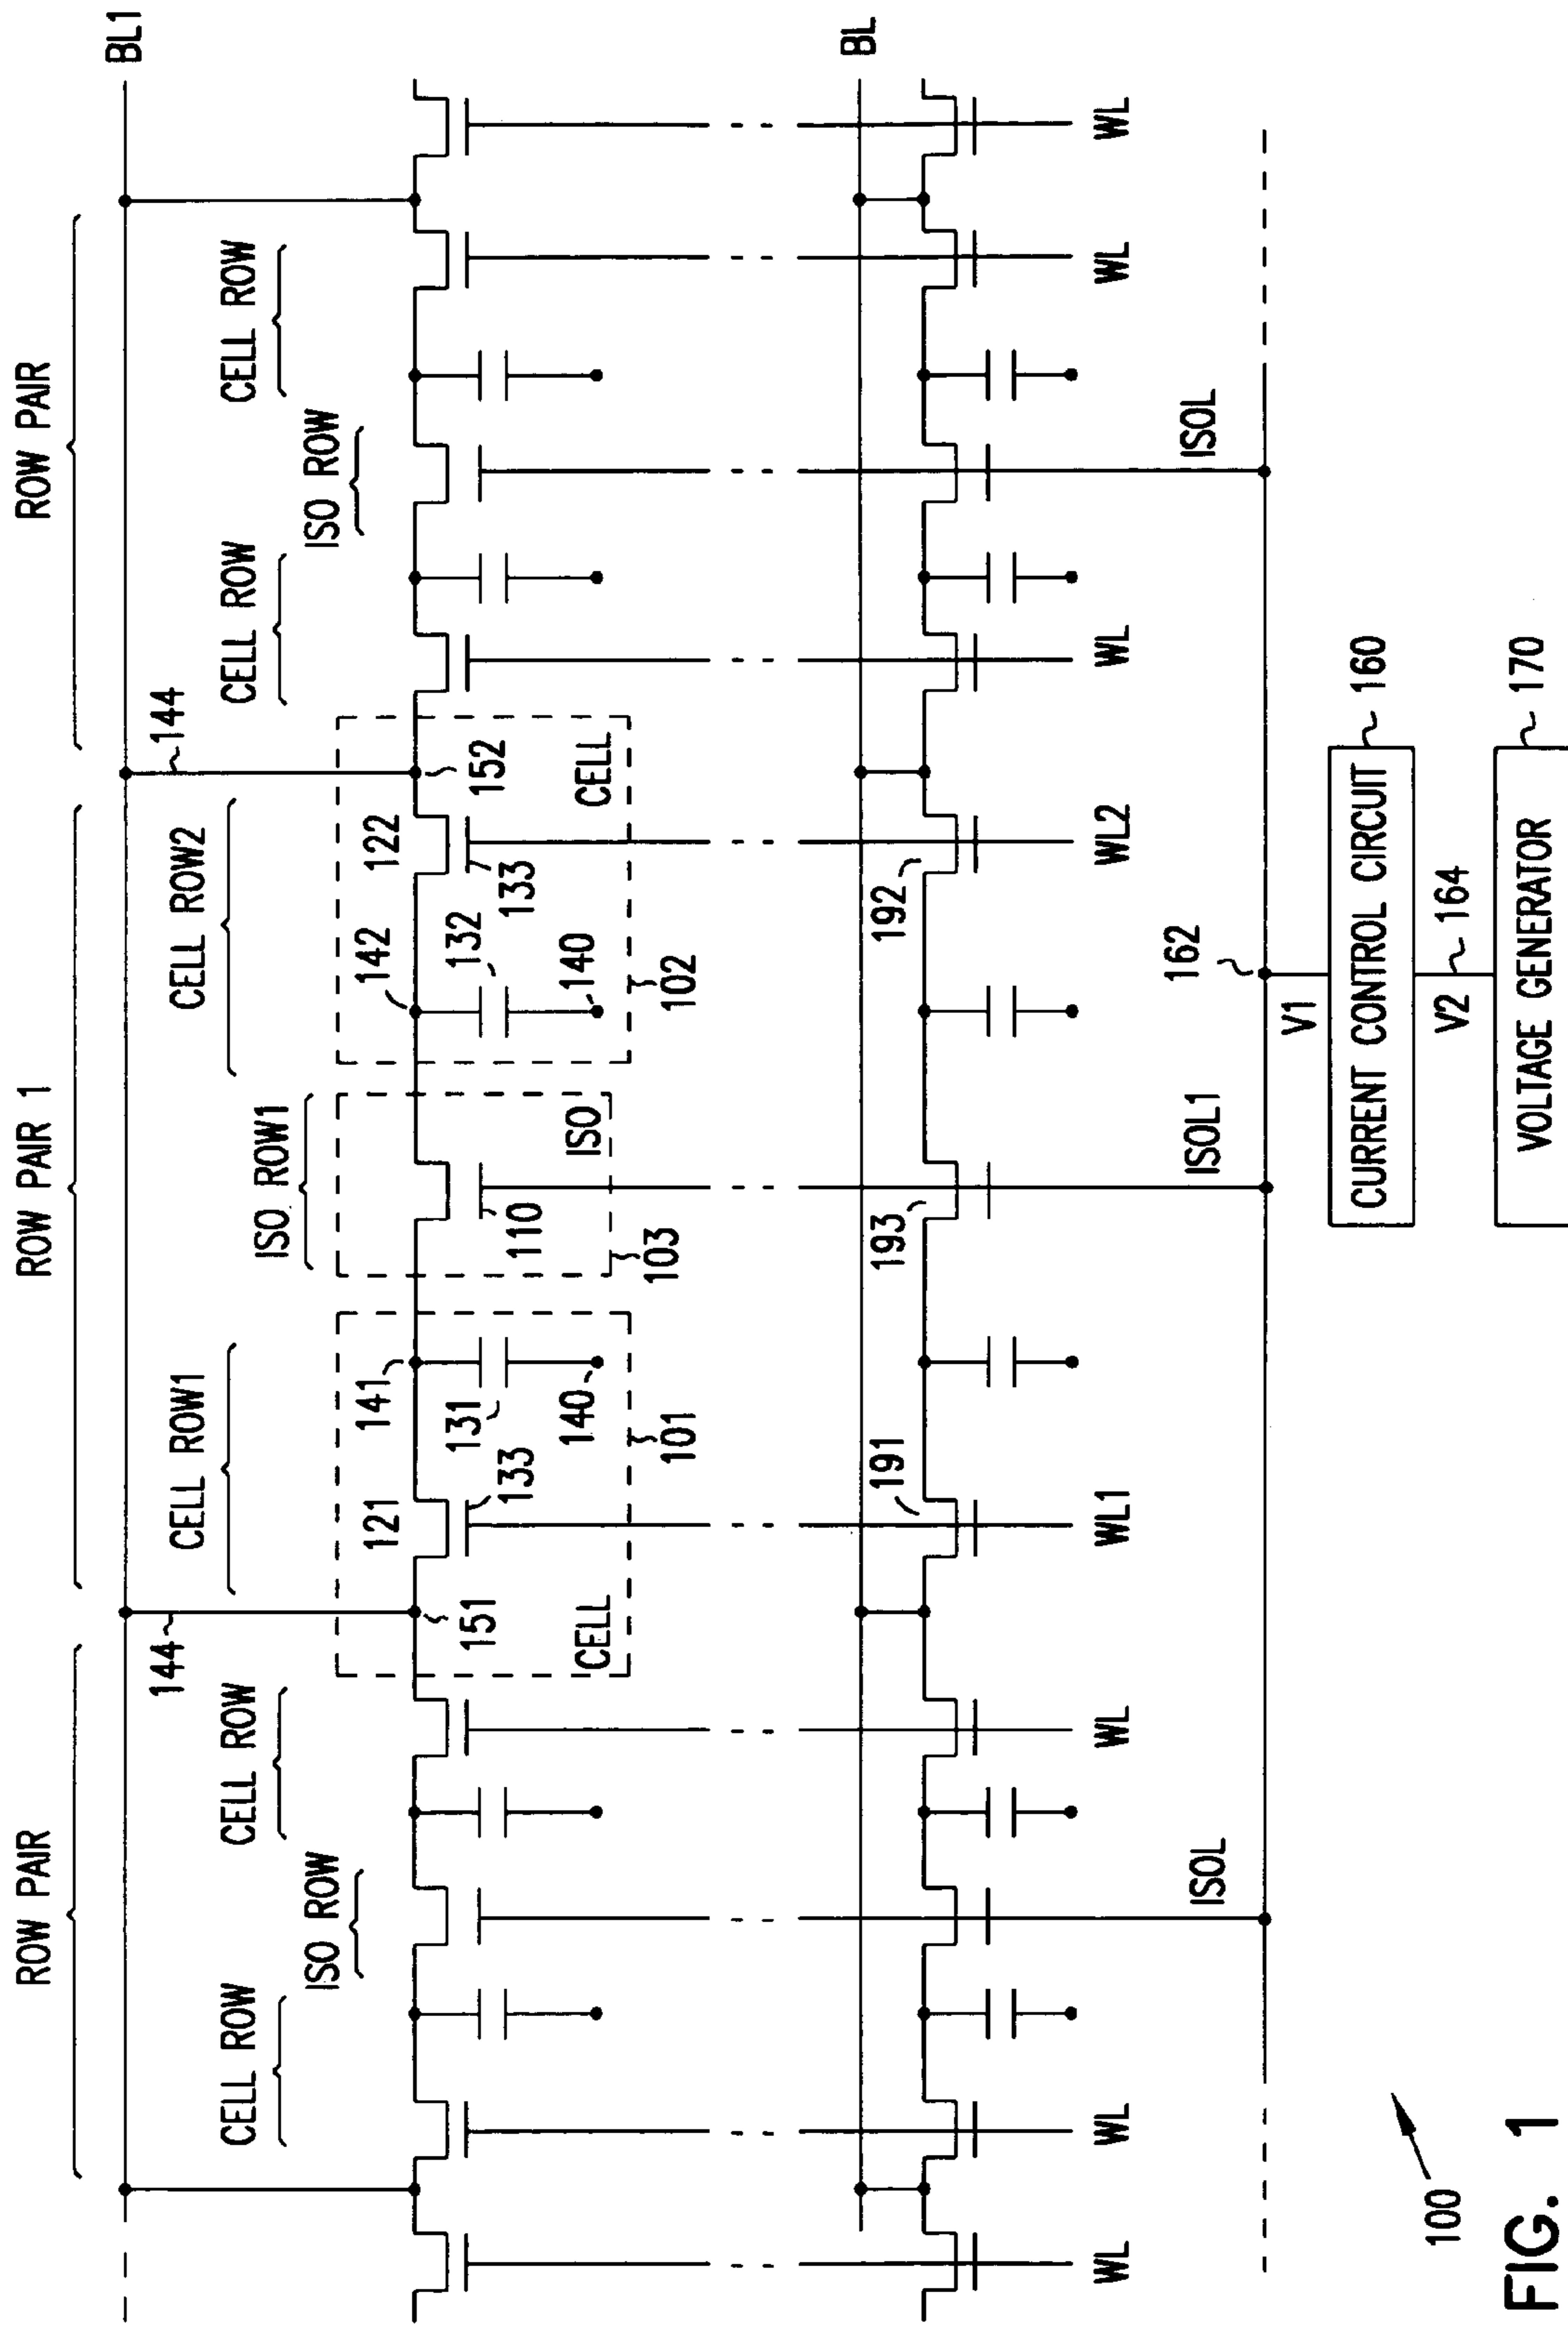 ROW PAIR
ROW PAIR 1
ROW PAIR
BL1
144
144
CELL ROW
CELL ROW
CELL ROW1
CELL ROW2
CELL ROW
CELL ROW
ISO ROW
ISO ROW1
ISO ROW
121
141
142
122
151
133
131
110
132
133
152
CELL
140
ISO
140
CELL
101
103
102
BL
191
193
192
WL
WL
WL
WL1
WL2
WL
WL
WL
ISOL
ISOL1
162
ISOL
V1
CURRENT CONTROL CIRCUIT
160
V2
164
VOLTAGE GENERATOR
170
100
FIG. 1